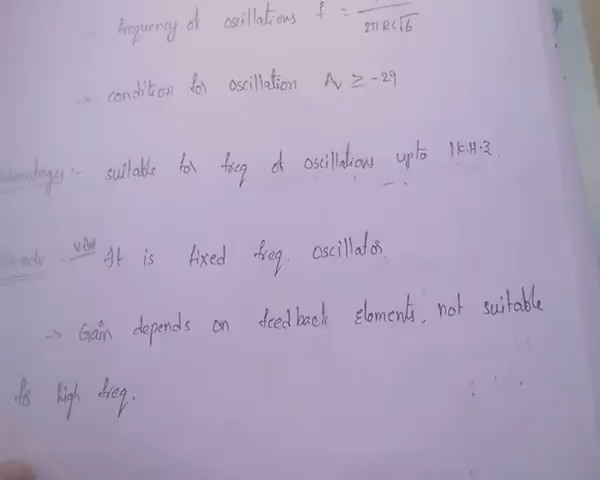 → frequency of oscillations f = / 2πRC√6
→ condition for oscillation Av ≥ -29
suitable for freq of oscillations upto 1K.H.Z.
It is fixed freq. oscillator.
→ Gain depends on feedback Elements, not suitable
for high freq.